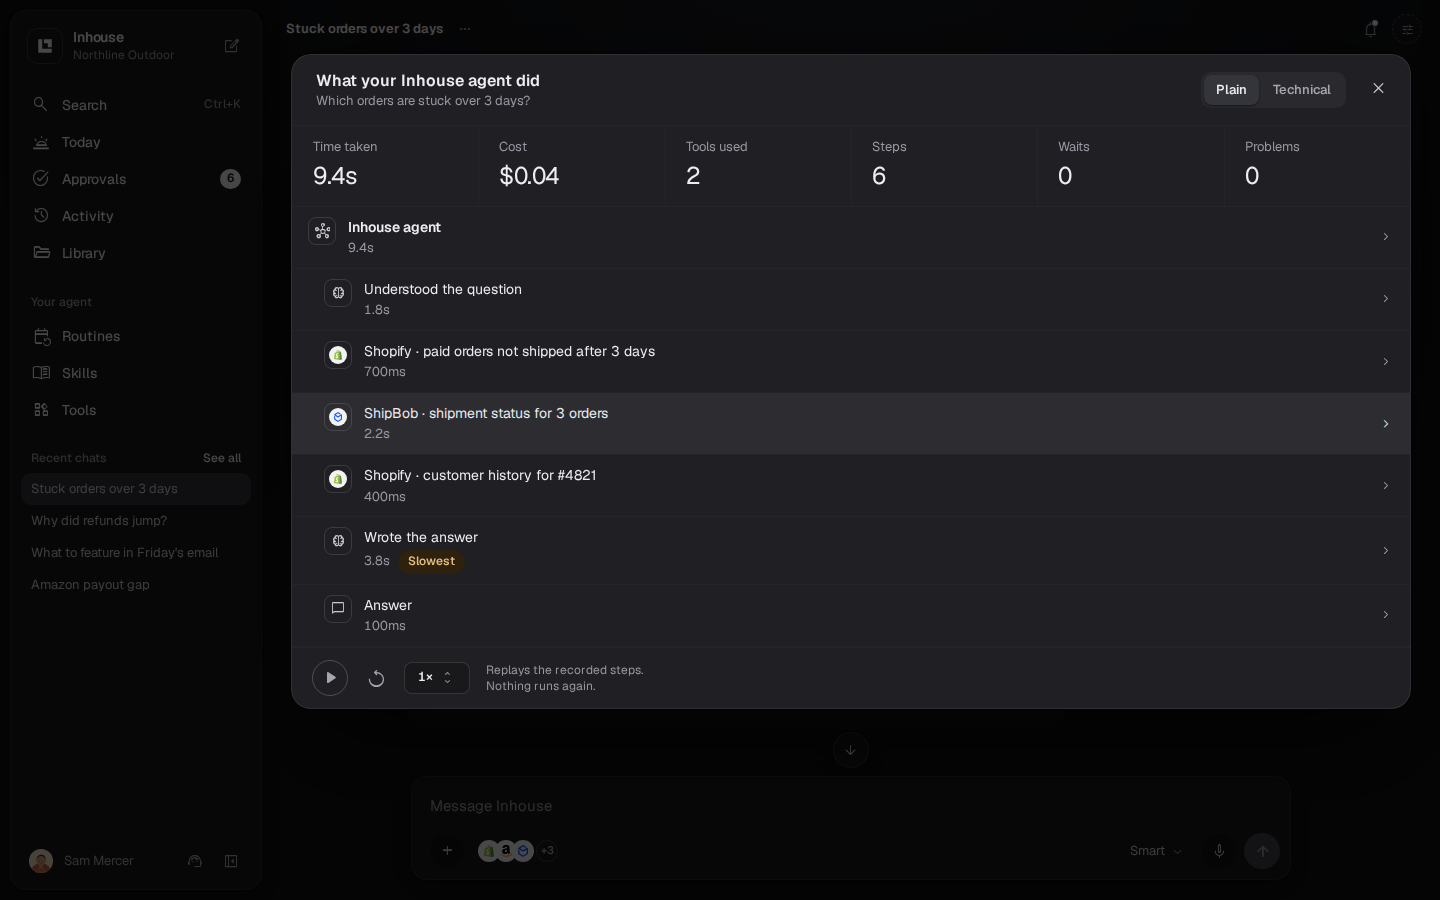 Inhouse
Northline Outdoor
Search Ctrl+K
Today
Approvals 6
Activity
Library
Your agent
Routines
Skills
Tools
Recent chats See all
Stuck orders over 3 days
Why did refunds jump?
What to feature in Friday's email
Amazon payout gap
Sam Mercer
Stuck orders over 3 days ···
What your Inhouse agent did
Which orders are stuck over 3 days?
Plain Technical
Time taken
9.4s
Cost
$0.04
Tools used
2
Steps
6
Waits
0
Problems
0
Inhouse agent
9.4s
Understood the question
1.8s
Shopify · paid orders not shipped after 3 days
700ms
ShipBob · shipment status for 3 orders
2.2s
Shopify · customer history for #4821
400ms
Wrote the answer
3.8s Slowest
Answer
100ms
1×
Replays the recorded steps.
Nothing runs again.
Message Inhouse
a +3
Smart